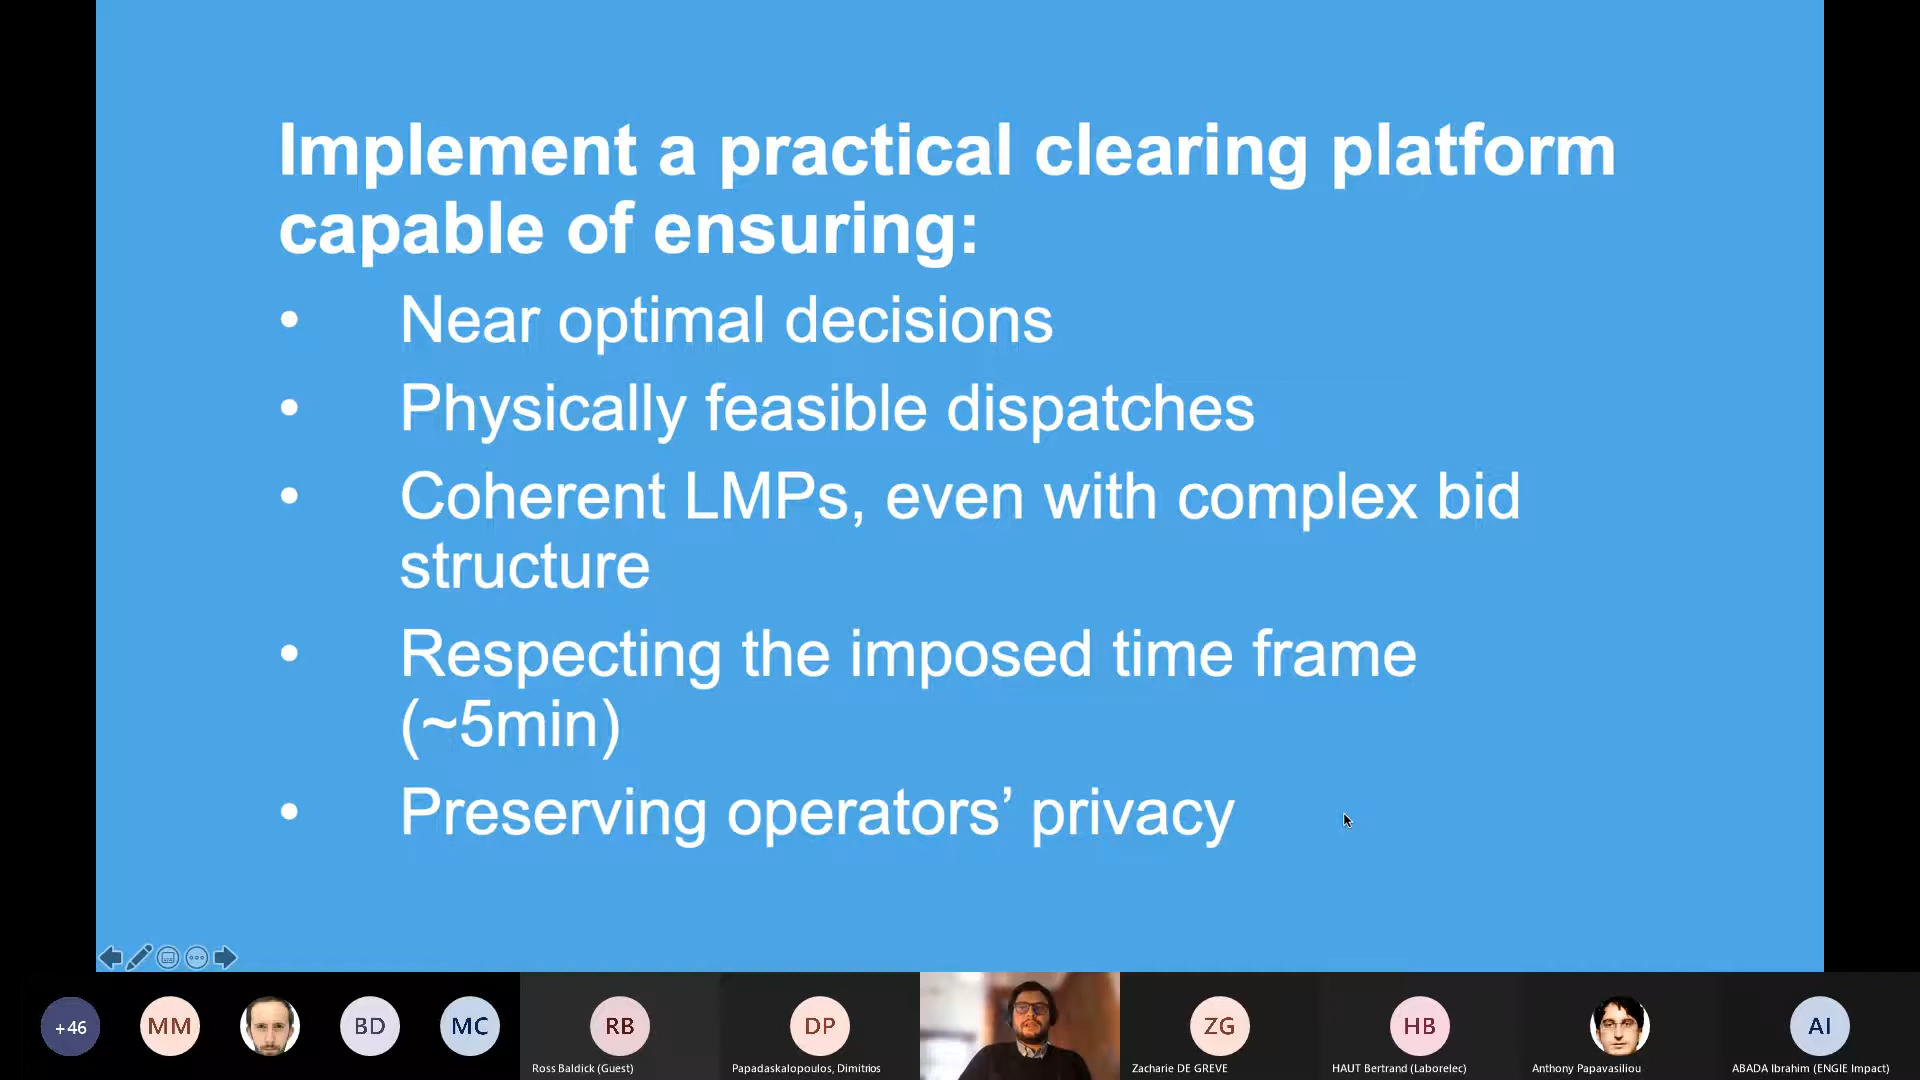 Implement a practical clearing platform
capable of ensuring:
• Near optimal decisions
• Physically feasible dispatches
• Coherent LMPs, even with complex bid
structure
• Respecting the imposed time frame
(~5min)
• Preserving operators’ privacy
+46
MM
BD
MC
RB
Ross Baldick (Guest)
DP
Papadaskalopoulos, Dimitrios
ZG
Zacharie DE GREVE
HB
HAUT Bertrand (Laborelec)
Anthony Papavasiliou
AI
ABADA Ibrahim (ENGIE Impact)